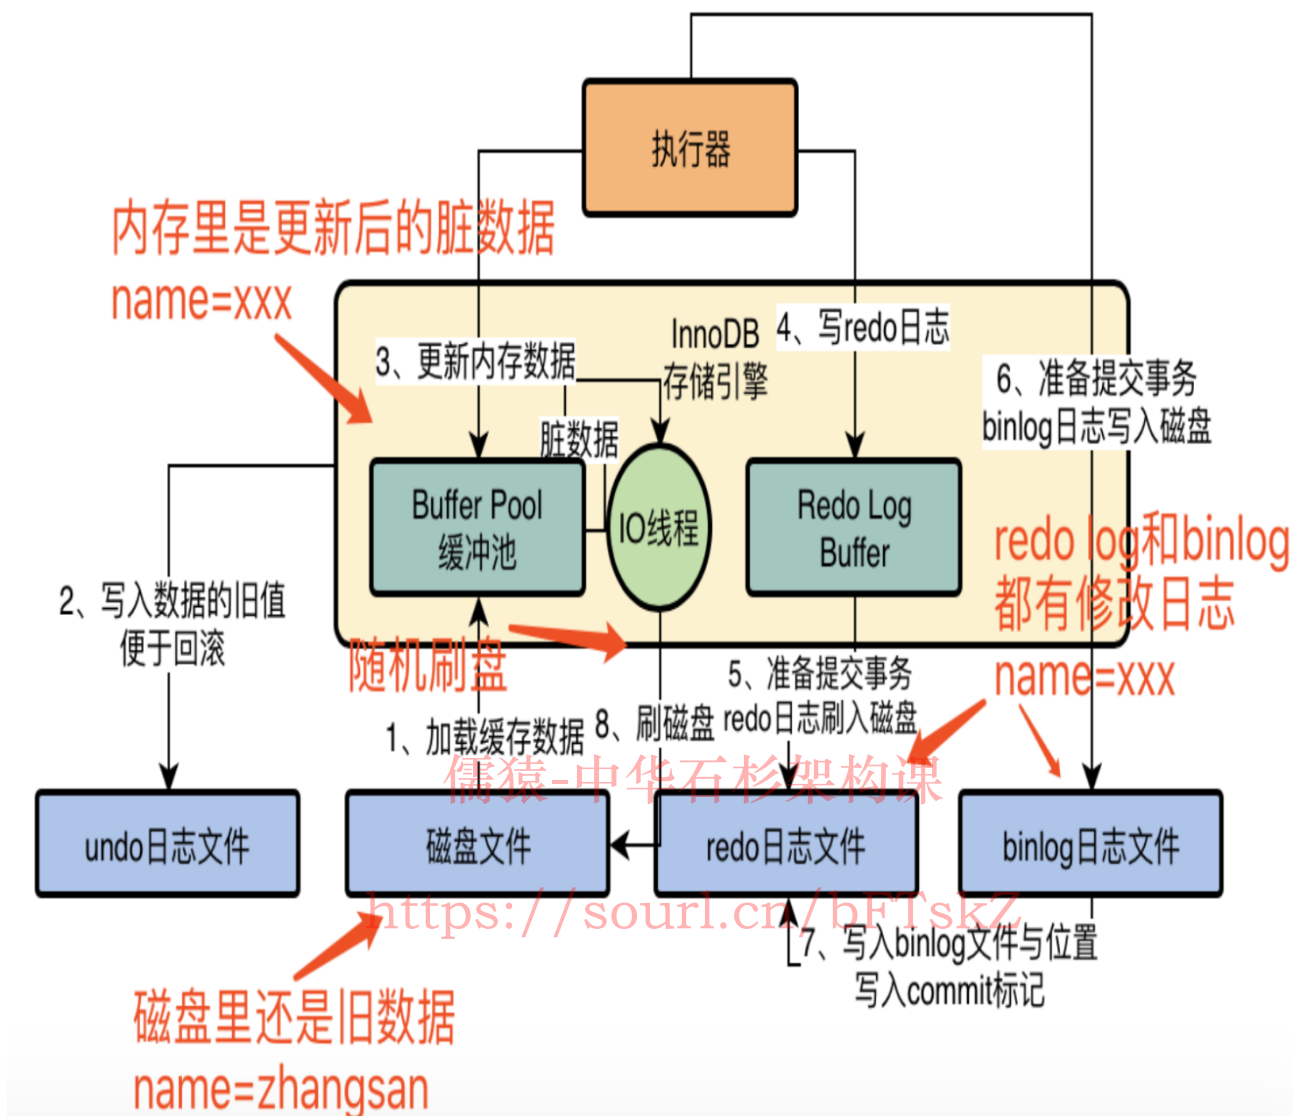 执行器
内存里是更新后的脏数据
name=xxx
InnoDB
存储引擎
4、写redo日志
3、更新内存数据
6、准备提交事务
binlog日志写入磁盘
脏数据
Buffer Pool
缓冲池
IO线程
Redo Log
Buffer
redo log和binlog
都有修改日志
name=xxx
2、写入数据的旧值
便于回滚
随机刷盘
5、准备提交事务
redo日志刷入磁盘
1、加载缓存数据
8、刷磁盘
儒猿-中华石杉架构课
undo日志文件
磁盘文件
redo日志文件
binlog日志文件
https://sourl.cn/bFTskZ
7、写入binlog文件与位置
写入commit标记
磁盘里还是旧数据
name=zhangsan